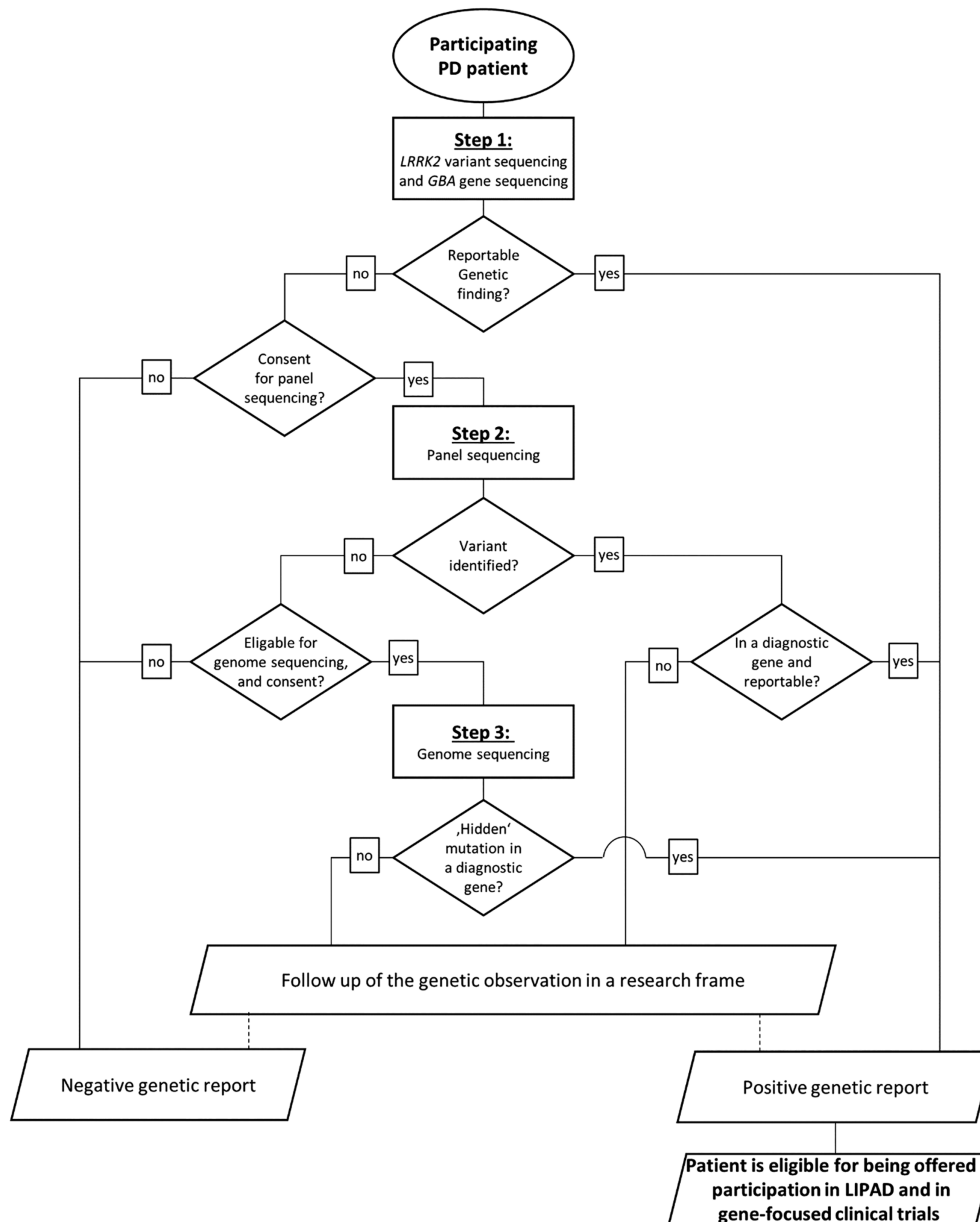 Participating
PD patient
Step 1:
LRRK2 variant sequencing
and GBA gene sequencing
Reportable
Genetic
finding?
no
yes
Consent
for panel
sequencing?
no
yes
Step 2:
Panel sequencing
Variant
identified?
no
yes
Eligable for
genome sequencing,
and consent?
no
yes
In a diagnostic
gene and
reportable?
no
yes
Step 3:
Genome sequencing
‚Hidden‘
mutation in
a diagnostic
gene?
no
yes
Follow up of the genetic observation in a research frame
Negative genetic report
Positive genetic report
Patient is eligible for being offered
participation in LIPAD and in
gene-focused clinical trials